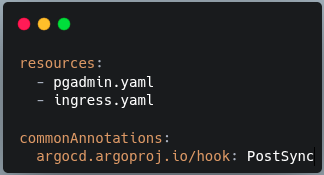 resources:
  - pgadmin.yaml
  - ingress.yaml

commonAnnotations:
  argocd.argoproj.io/hook: PostSync